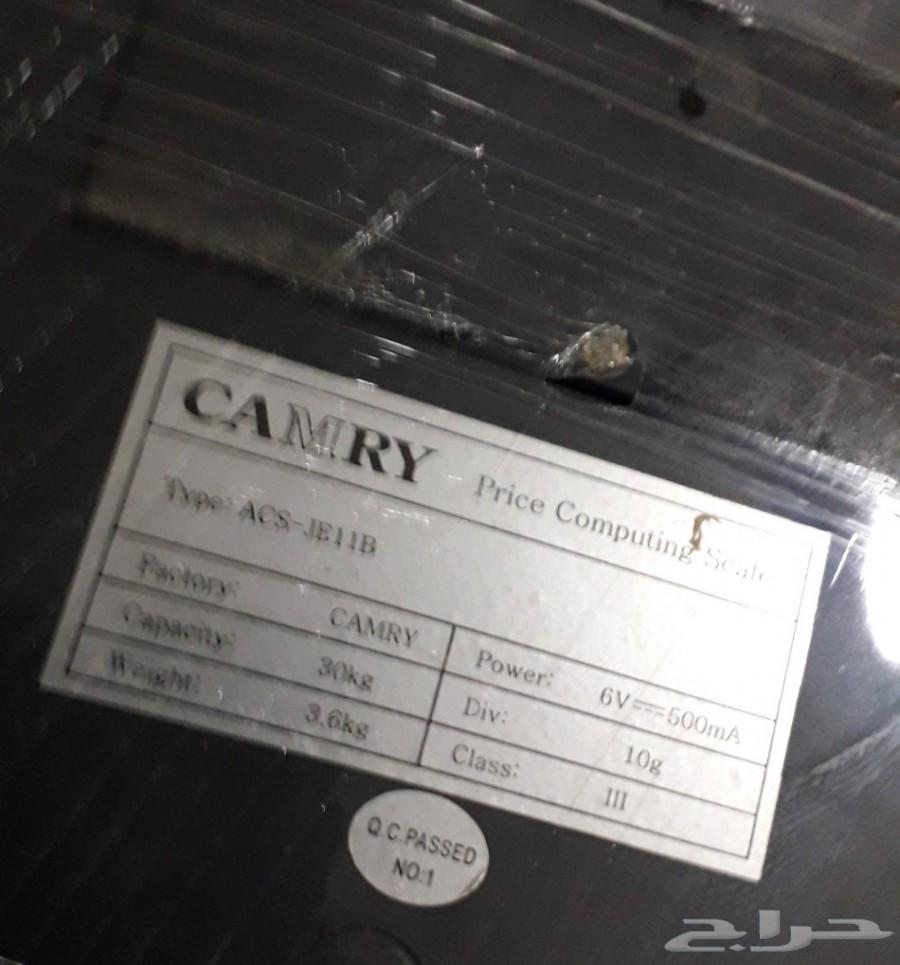 CAMRY Price Computing Scale
Type: ACS-JE11B
Factory: CAMRY
Capacity: 30kg
Weight: 3.6kg
Power: 6V⎓500mA
Div: 10g
Class: III
Q.C.PASSED
NO:1
حراج